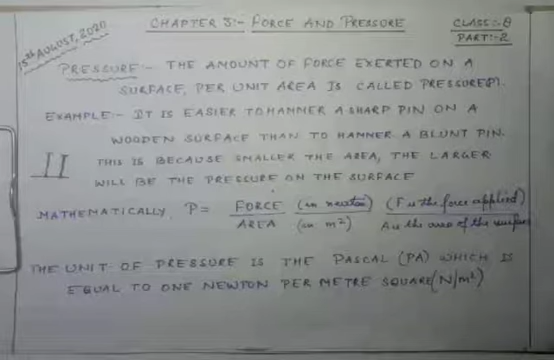 15th AUGUST, 2020
CHAPTER 3:- FORCE AND PRESSURE
CLASS:- 8
PART:-2
PRESSURE:- THE AMOUNT OF FORCE EXERTED ON A
SURFACE, PER UNIT AREA IS CALLED PRESSURE(P).
EXAMPLE:- IT IS EASIER TO HAMMER A SHARP PIN ON A
WOODEN SURFACE THAN TO HAMMER A BLUNT PIN.
THIS IS BECAUSE SMALLER THE AREA, THE LARGER
WILL BE THE PRESSURE ON THE SURFACE
MATHEMATICALLY, P = FORCE (in newton) (F is the force applied)
AREA (in m²) A is the area of the surface
THE UNIT OF PRESSURE IS THE PASCAL (PA) WHICH IS
EQUAL TO ONE NEWTON PER METRE SQUARE (N/m²)